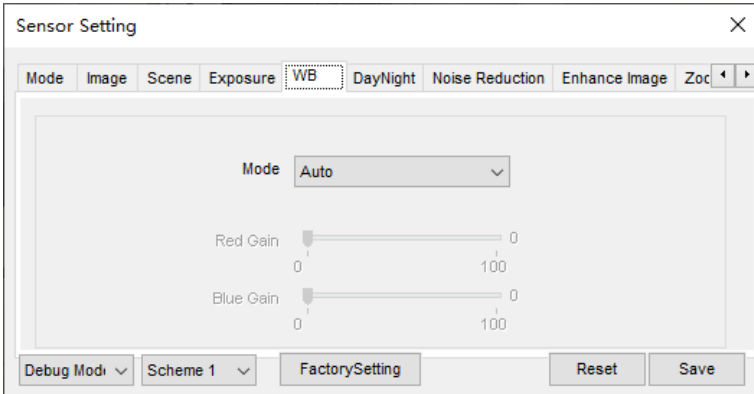 Sensor Setting
Mode Image Scene Exposure WB DayNight Noise Reduction Enhance Image
Mode Auto
Red Gain 0
0 100
Blue Gain 0
0 100
Debug Scheme 1 FactorySetting Reset Save